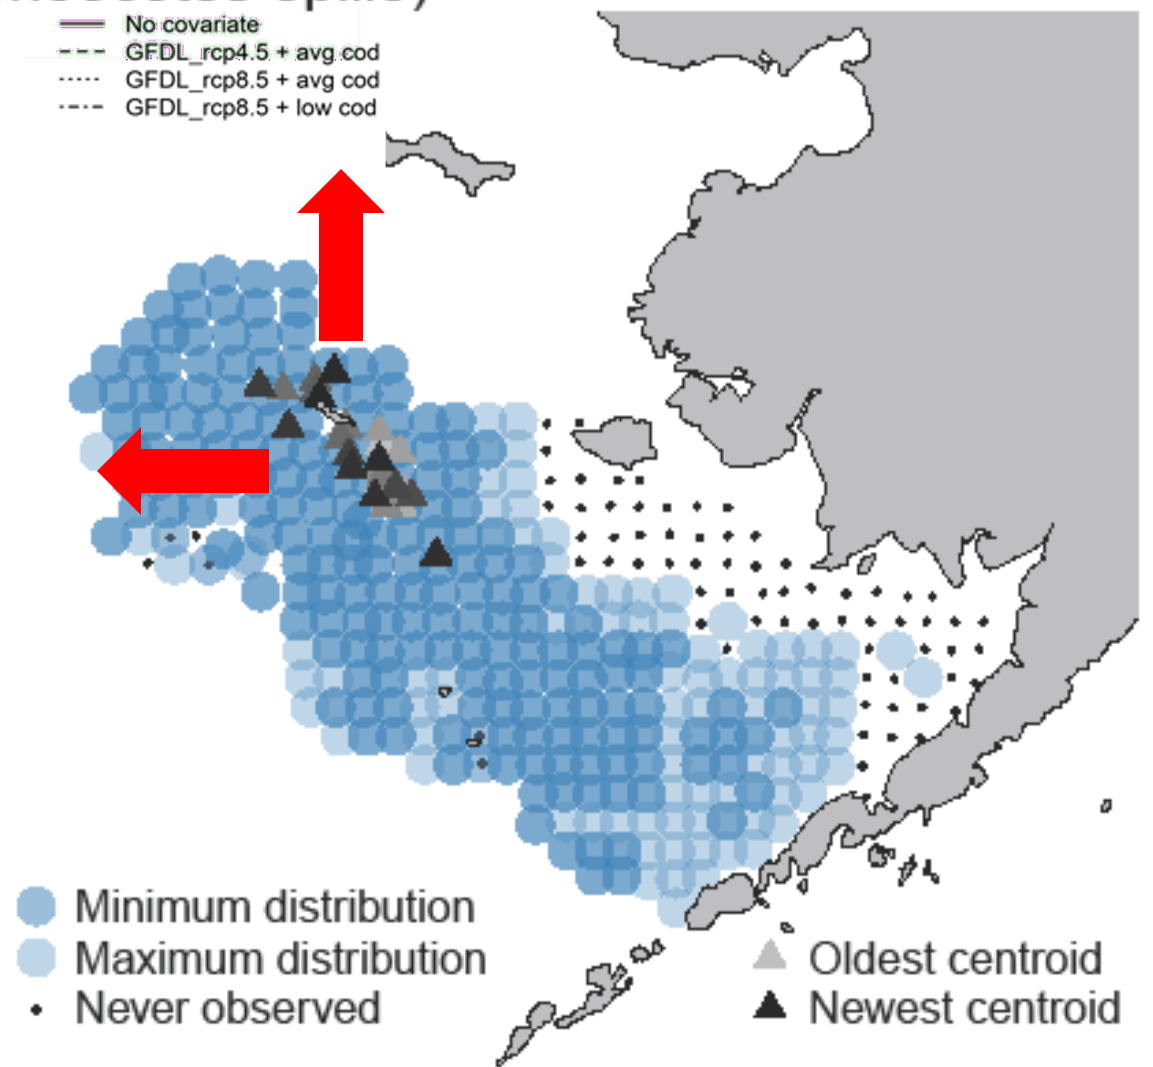 No covariate
GFDL_rcp4.5 + avg cod
GFDL_rcp8.5 + avg cod
GFDL_rcp8.5 + low cod
Minimum distribution
Maximum distribution
Never observed
Oldest centroid
Newest centroid